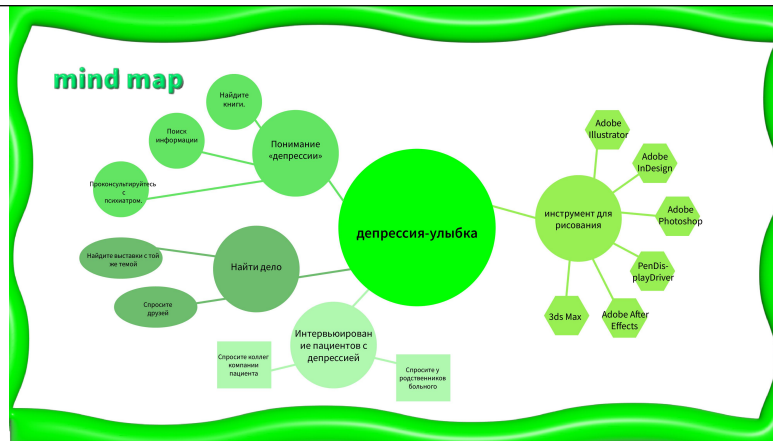 mind map
Найдите
книги.
Поиск
информации
Проконсультируйтесь
с
психиатром.
Понимание
«депрессии»
Найдите выставки с той
же темой
Спросите
друзей
Найти дело
депрессия-улыбка
Интервьюирован
ие пациентов с
депрессией
Спросите коллег
компании
пациента
Спросите у
родственников
больного
инструмент для
рисования
Adobe
Illustrator
Adobe
InDesign
Adobe
Photoshop
PenDis-
playDriver
Adobe After
Effects
3ds Max